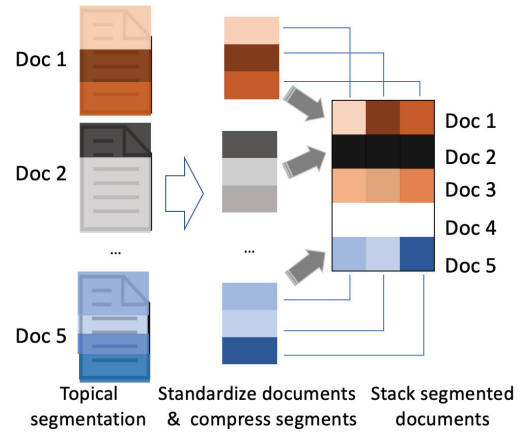 Doc 1
Doc 2
...
Doc 5
...
Doc 1
Doc 2
Doc 3
Doc 4
Doc 5
Topical
segmentation
Standardize documents
& compress segments
Stack segmented
documents